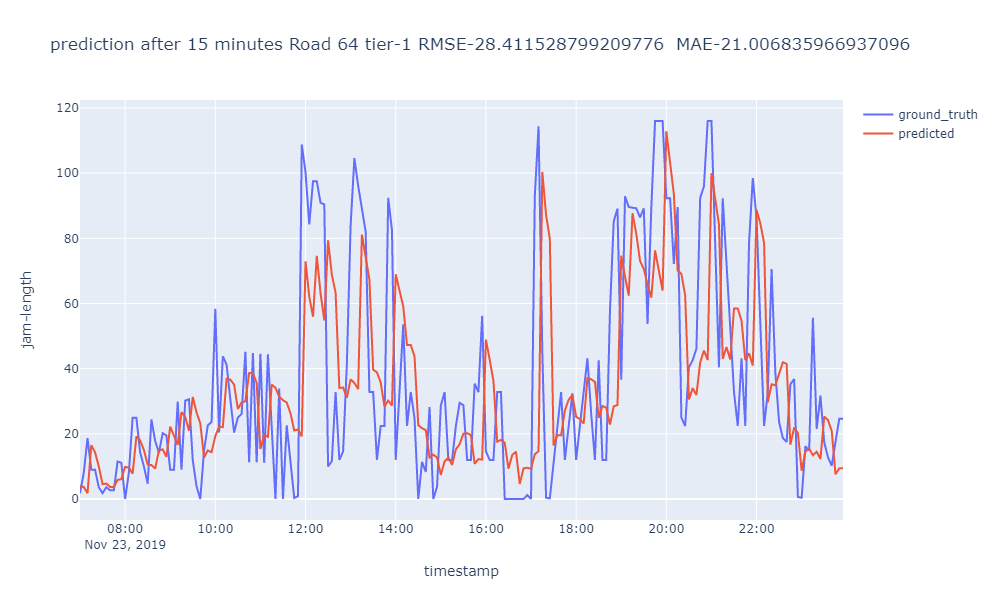 prediction after 15 minutes Road 64 tier-1 RMSE-28.411528799209776  MAE-21.006835966937096
ground_truth
predicted
120
100
80
60
40
20
0
jam-length
08:00 10:00 12:00 14:00 16:00 18:00 20:00 22:00
Nov 23, 2019
timestamp